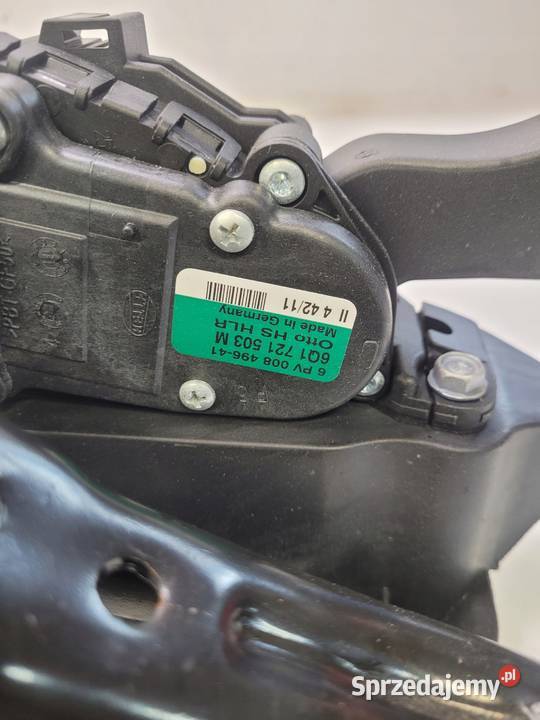 6 PV 008 496-41
6Q1 721 503 M
Otto HS HLR
Made in Germany
II 4 42/11
HELLA
Sprzedajemy.pl